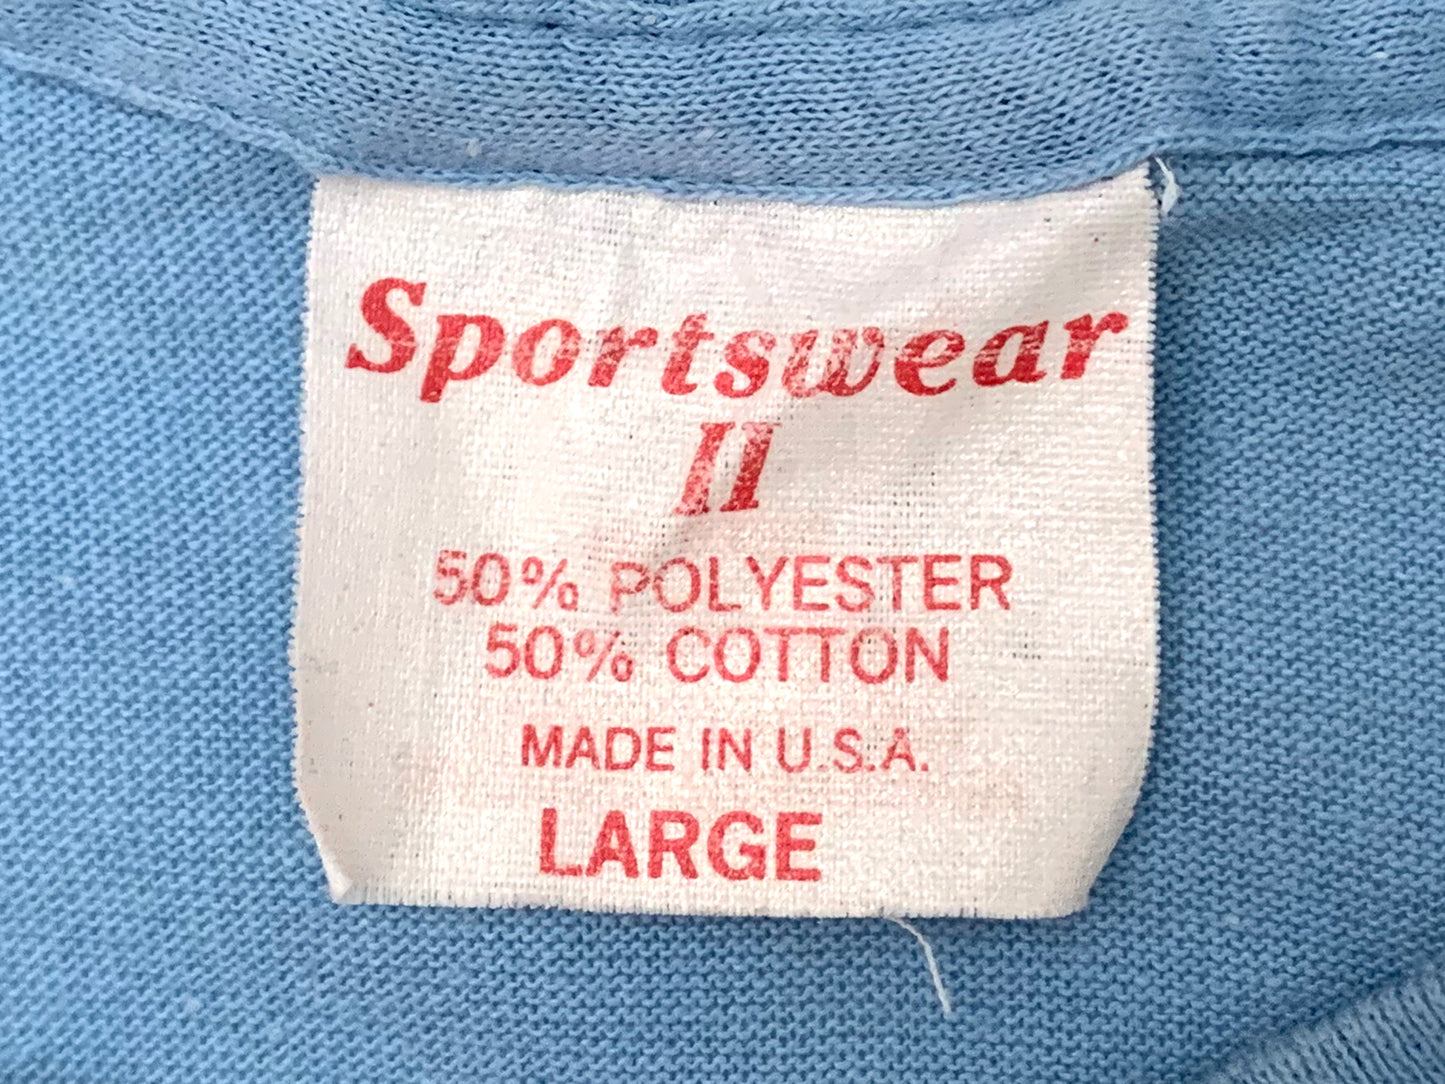 Sportswear
II
50% POLYESTER
50% COTTON
MADE IN U.S.A.
LARGE